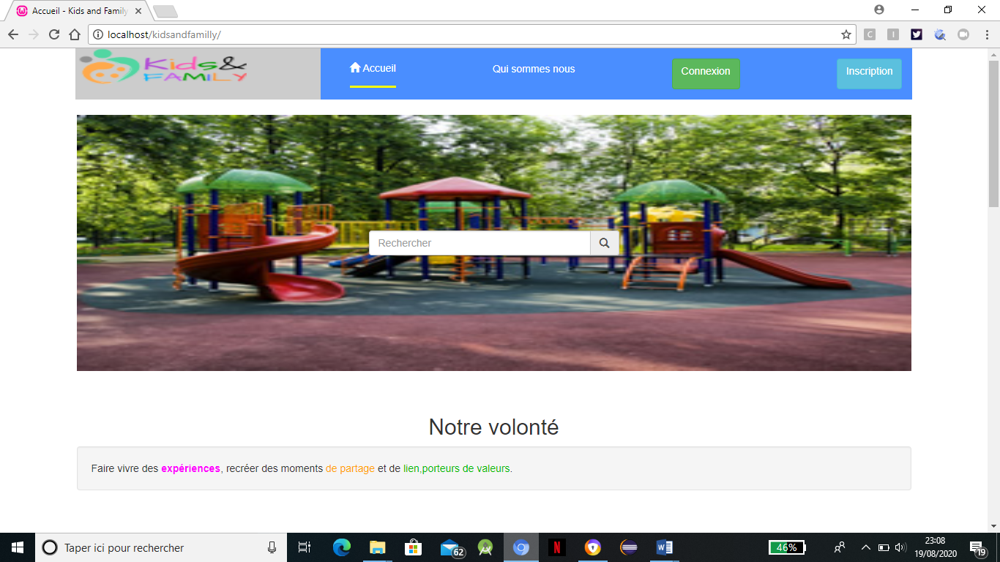 Accueil - Kids and Family
localhost/kidsandfamilly/
Kids&
FAMILY
Accueil
Qui sommes nous
Connexion
Inscription
Rechercher
Notre volonté
Faire vivre des expériences, recréer des moments de partage et de lien,porteurs de valeurs.
Taper ici pour rechercher
62
46%
23:08
19/08/2020
19